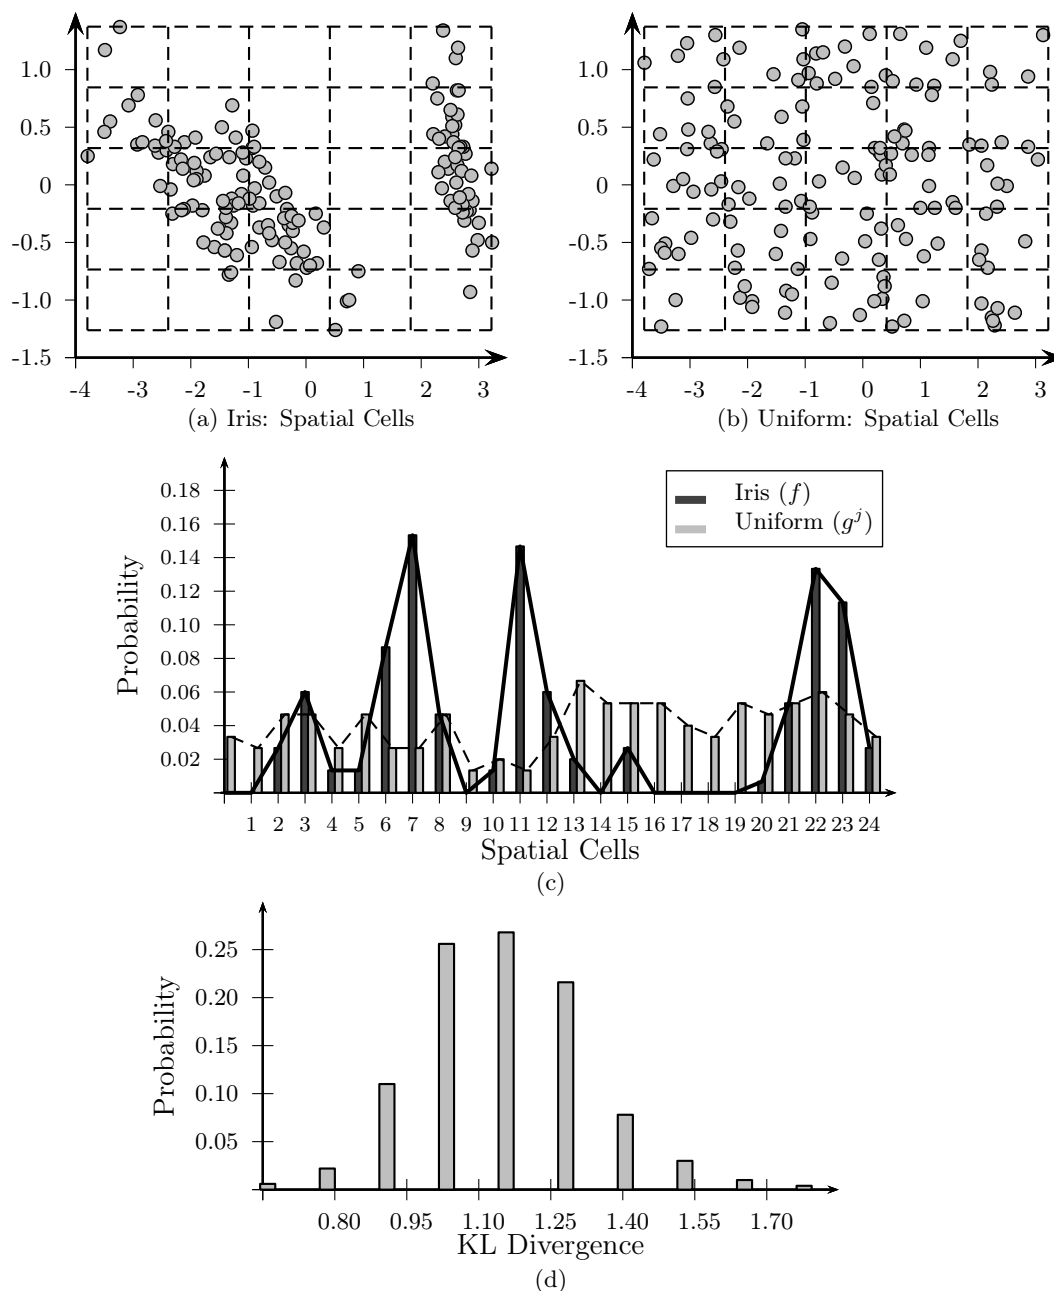 1.0
0.5
0
-0.5
-1.0
-1.5
-4 -3 -2 -1 0 1 2 3
(a) Iris: Spatial Cells
1.0
0.5
0
-0.5
-1.0
-1.5
-4 -3 -2 -1 0 1 2 3
(b) Uniform: Spatial Cells
Probability
0.18
0.16
0.14
0.12
0.10
0.08
0.06
0.04
0.02
Iris (f)
Uniform (g^j)
1 2 3 4 5 6 7 8 9 10 11 12 13 14 15 16 17 18 19 20 21 22 23 24
Spatial Cells
(c)
Probability
0.25
0.20
0.15
0.10
0.05
0.80 0.95 1.10 1.25 1.40 1.55 1.70
KL Divergence
(d)